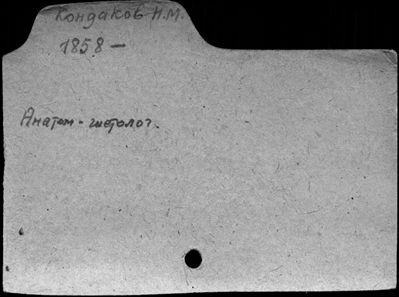 Кондаков Н.М.
1858 —
Анатом - гистолог.